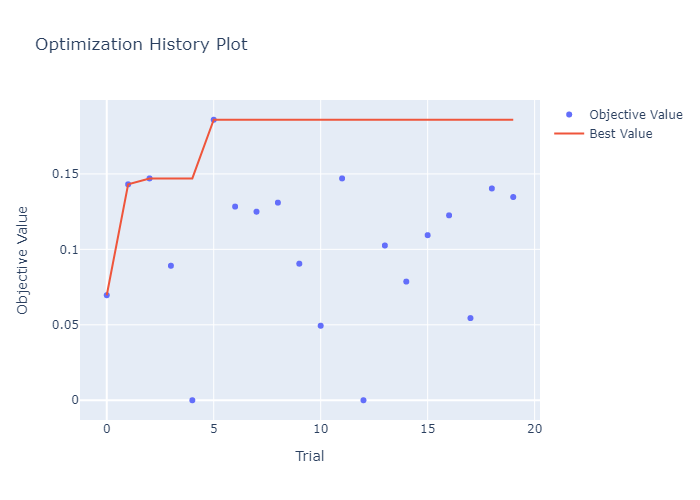 Optimization History Plot
Objective Value
Best Value
0.15
0.1
0.05
0
Objective Value
0 5 10 15 20
Trial